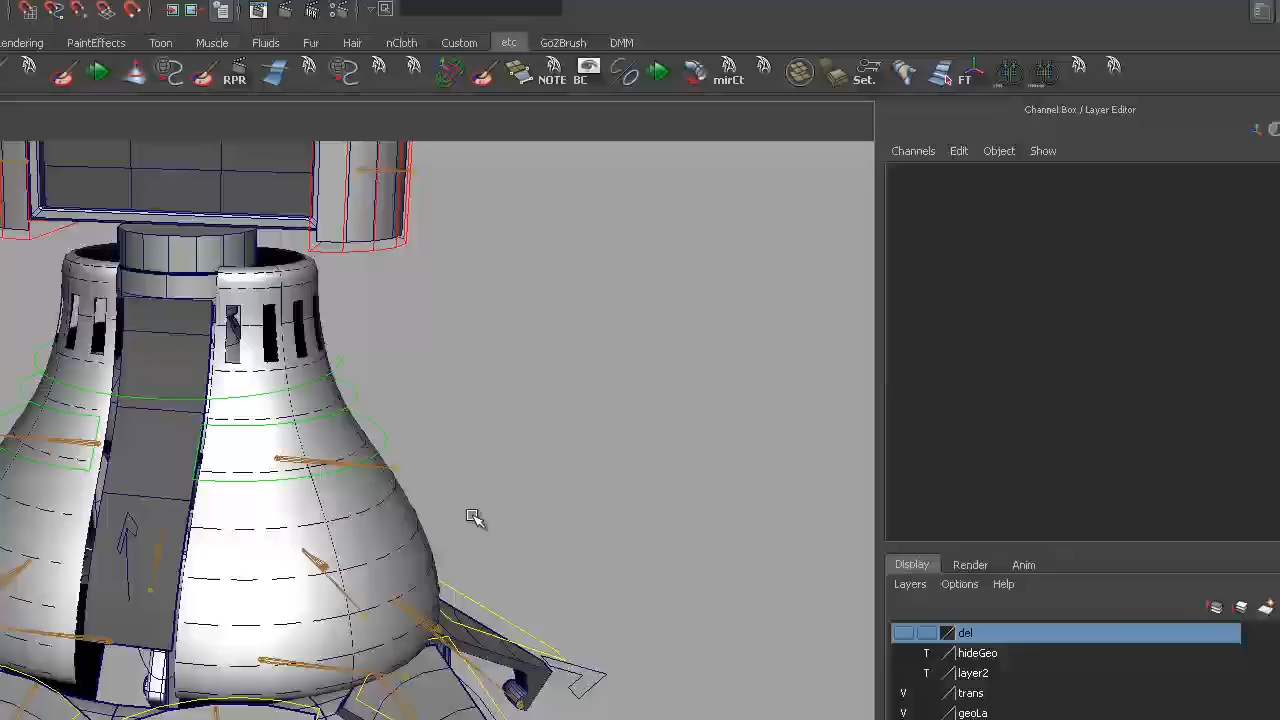 endering PaintEffects Toon Muscle Fluids Fur Hair nCloth Custom etc GoZBrush DMM
RPR NOTE BC mirCt Set. FT
Channel Box / Layer Editor
Channels Edit Object Show
Display Render Anim
Layers Options Help
del
T hideGeo
T layer2
V trans
V geoLa